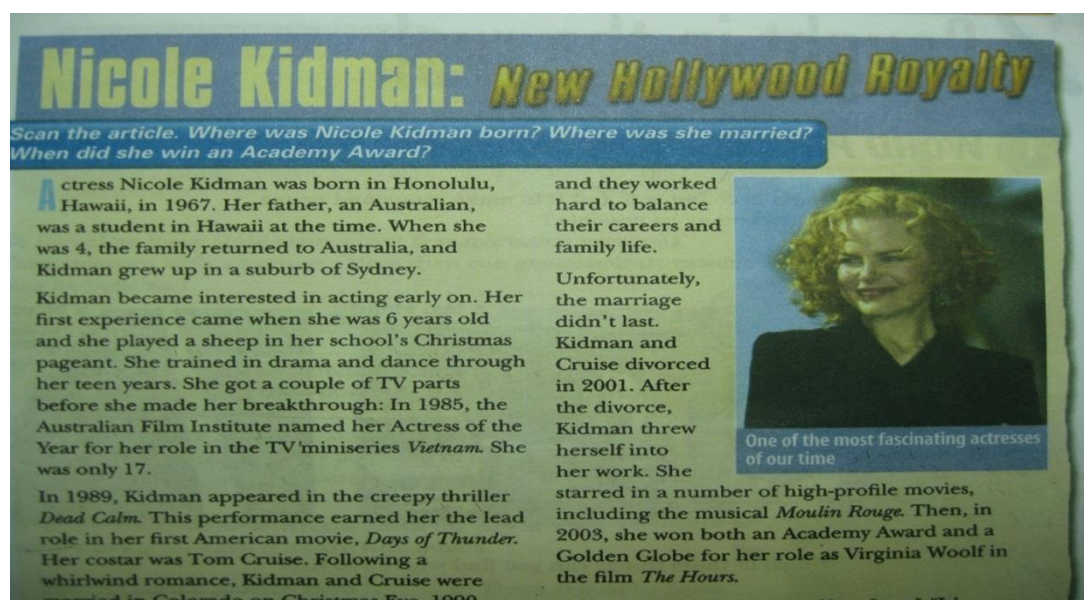 Nicole Kidman: New Hollywood Royalty
Scan the article. Where was Nicole Kidman born? Where was she married?
When did she win an Academy Award?
Actress Nicole Kidman was born in Honolulu,
Hawaii, in 1967. Her father, an Australian,
was a student in Hawaii at the time. When she
was 4, the family returned to Australia, and
Kidman grew up in a suburb of Sydney.
Kidman became interested in acting early on. Her
first experience came when she was 6 years old
and she played a sheep in her school's Christmas
pageant. She trained in drama and dance through
her teen years. She got a couple of TV parts
before she made her breakthrough: In 1985, the
Australian Film Institute named her Actress of the
Year for her role in the TV miniseries Vietnam. She
was only 17.
In 1989, Kidman appeared in the creepy thriller
Dead Calm. This performance earned her the lead
role in her first American movie, Days of Thunder.
Her costar was Tom Cruise. Following a
whirlwind romance, Kidman and Cruise were
married in Colorado on Christmas Eve, 1990,
and they worked
hard to balance
their careers and
family life.
Unfortunately,
the marriage
didn't last.
Kidman and
Cruise divorced
in 2001. After
the divorce,
Kidman threw
herself into
her work. She
starred in a number of high-profile movies,
including the musical Moulin Rouge. Then, in
2003, she won both an Academy Award and a
Golden Globe for her role as Virginia Woolf in
the film The Hours.
One of the most fascinating actresses
of our time